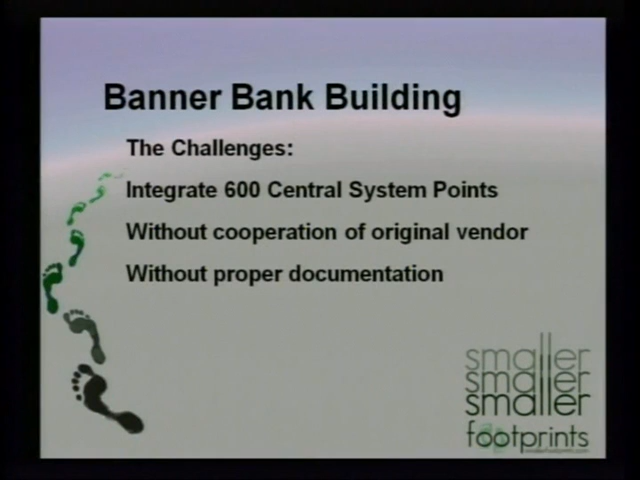 Banner Bank Building
The Challenges:
Integrate 600 Central System Points
Without cooperation of original vendor
Without proper documentation
smaller
smaller
smaller
footprints